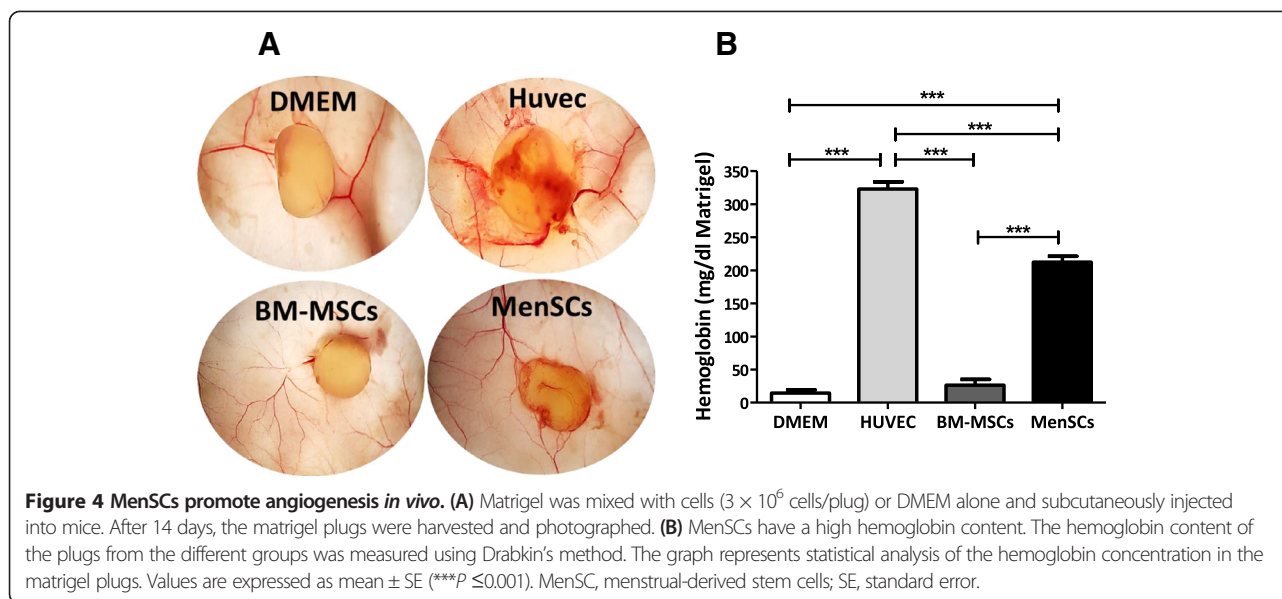 A
B
DMEM
Huvec
BM-MSCs
MenSCs
***
***
***
***
***
Hemoglobin (mg/dl Matrigel)
350
300
250
200
150
100
50
0
DMEM HUVEC BM-MSCs MenSCs
Figure 4 MenSCs promote angiogenesis in vivo. (A) Matrigel was mixed with cells (3 × 10⁶ cells/plug) or DMEM alone and subcutaneously injected
into mice. After 14 days, the matrigel plugs were harvested and photographed. (B) MenSCs have a high hemoglobin content. The hemoglobin content of
the plugs from the different groups was measured using Drabkin's method. The graph represents statistical analysis of the hemoglobin concentration in the
matrigel plugs. Values are expressed as mean ± SE (***P ≤0.001). MenSC, menstrual-derived stem cells; SE, standard error.